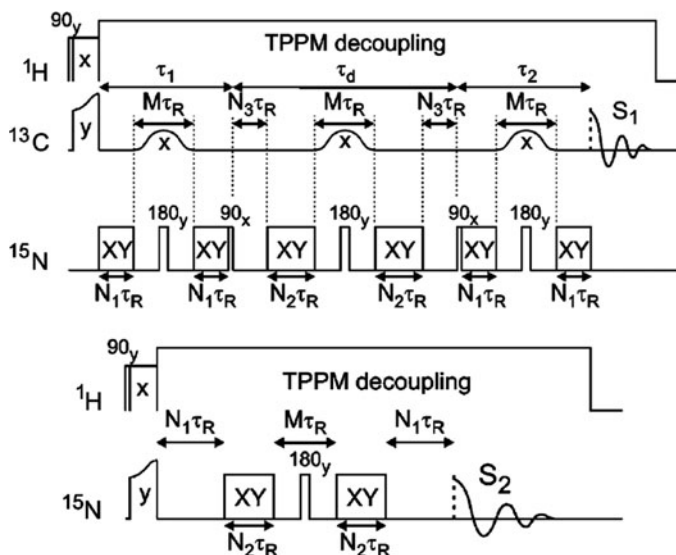 90y
¹H
x
TPPM decoupling
τ1 τd τ2
MτR N3τR MτR N3τR MτR
¹³C
y
x x x
S1
180y 90x 180y 90x 180y
¹⁵N
XY XY XY XY XY XY
N1τR N1τR N2τR N2τR N1τR N1τR
90y
¹H
x
TPPM decoupling
N1τR MτR N1τR
180y
¹⁵N
y
XY XY
S2
N2τR N2τR